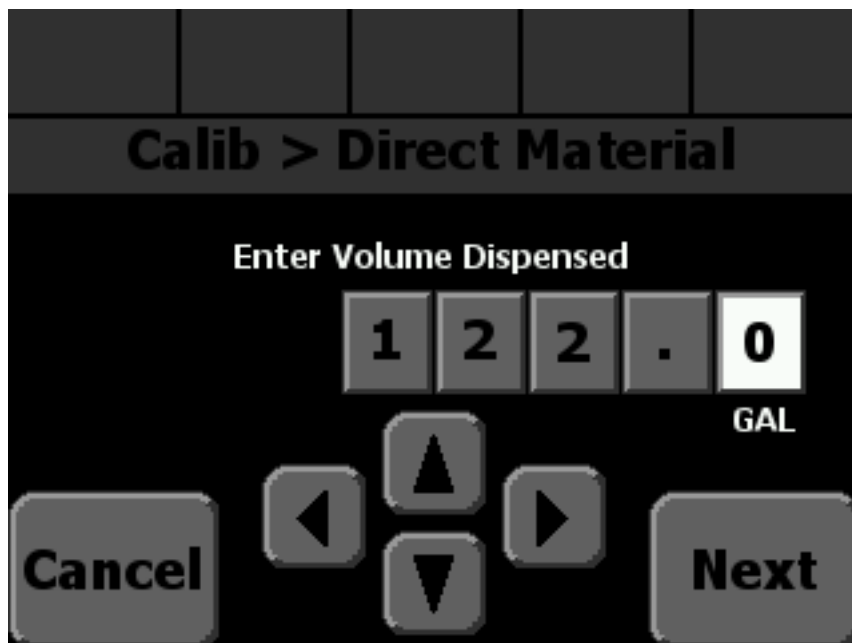 Calib > Direct Material
Enter Volume Dispensed
1 2 2 . 0
GAL
Cancel
Next